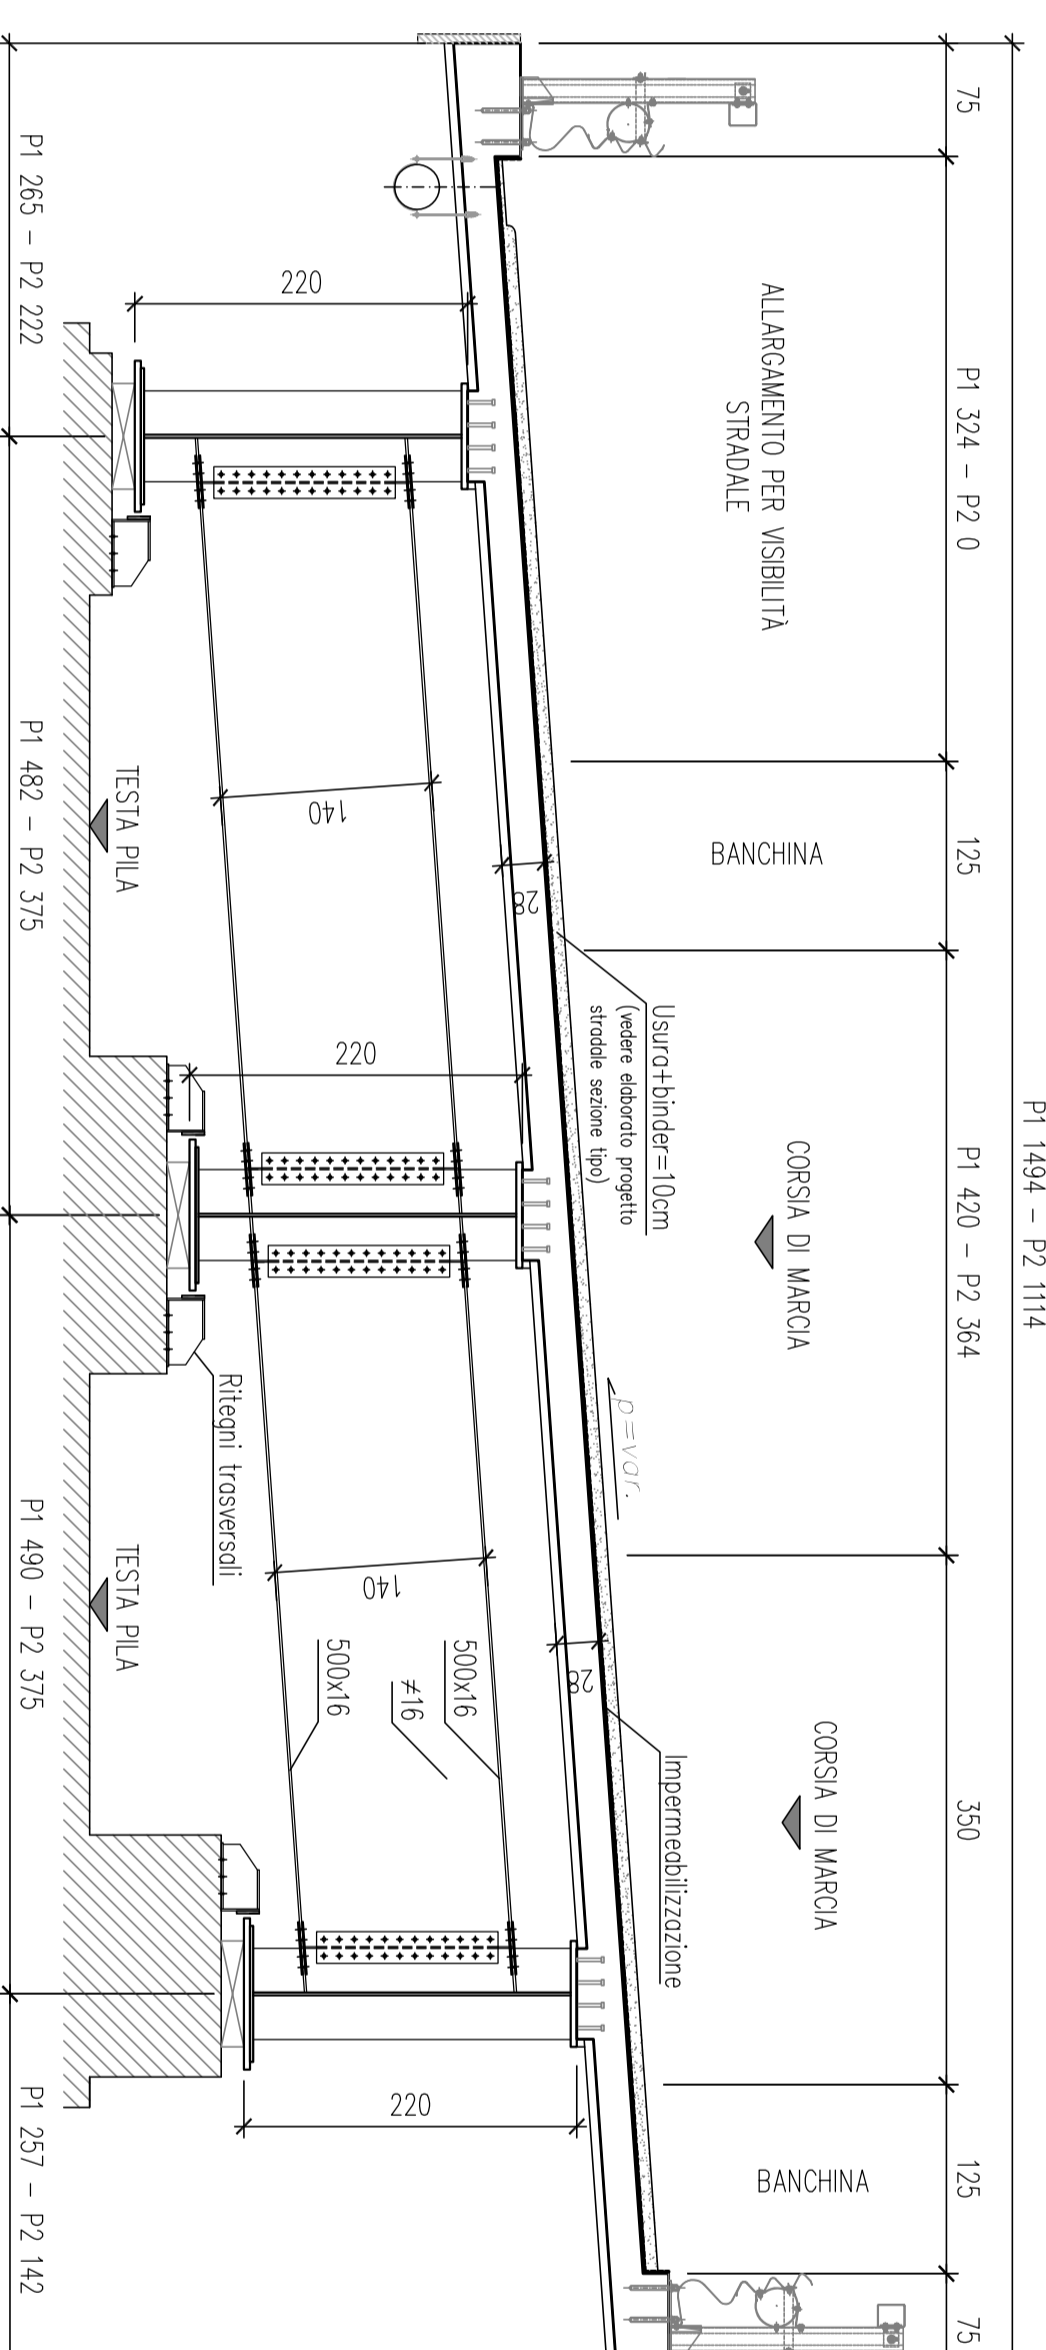 P1 1494 - P2 1114
75
P1 324 - P2 0
125
P1 420 - P2 364
350
125
75
ALLARGAMENTO PER VISIBILITÀ
STRADALE
BANCHINA
CORSIA DI MARCIA
CORSIA DI MARCIA
BANCHINA
Usura+binder=10cm
(vedere elaborato progetto
stradale sezione tipo)
p=var.
Impermeabilizzazione
28
28
220
140
220
140
500x16
≠16
500x16
220
Ritegni trasversali
TESTA PILA
TESTA PILA
P1 265 - P2 222
P1 482 - P2 375
P1 490 - P2 375
P1 257 - P2 142